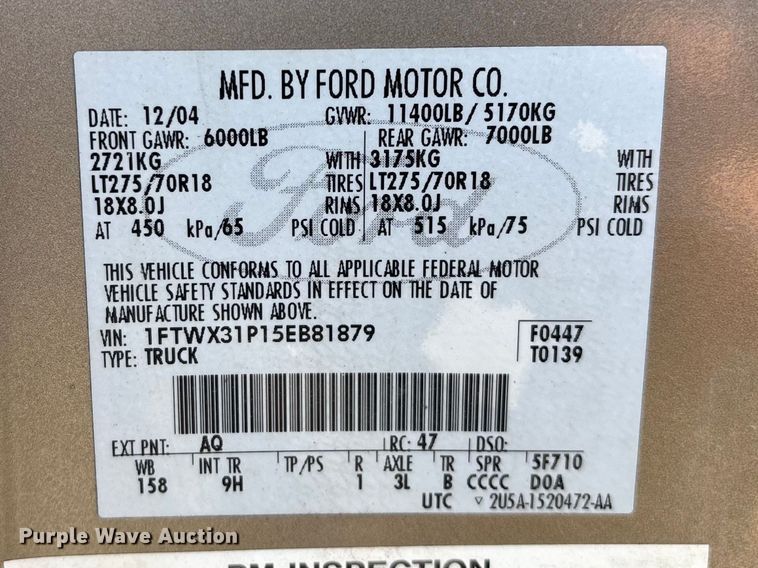 MFD. BY FORD MOTOR CO.
DATE: 12/04 GVWR: 11400LB/ 5170KG
FRONT GAWR: 6000LB REAR GAWR: 7000LB
2721KG WITH 3175KG WITH
LT275/70R18 TIRES LT275/70R18 TIRES
18X8.0J RIMS 18X8.0J RIMS
AT 450 kPa/65 PSI COLD AT 515 kPa/75 PSI COLD
Ford
THIS VEHICLE CONFORMS TO ALL APPLICABLE FEDERAL MOTOR
VEHICLE SAFETY STANDARDS IN EFFECT ON THE DATE OF
MANUFACTURE SHOWN ABOVE.
VIN: 1FTWX31P15EB81879 F0447
TYPE: TRUCK T0139
EXT PNT: AQ RC: 47 DSO:
WB INT TR TP/PS R AXLE TR SPR 5F710
158 9H 1 3L B CCCC DOA
UTC ▽ 2U5A-1520472-AA
Purple Wave Auction
PM INSPECTION